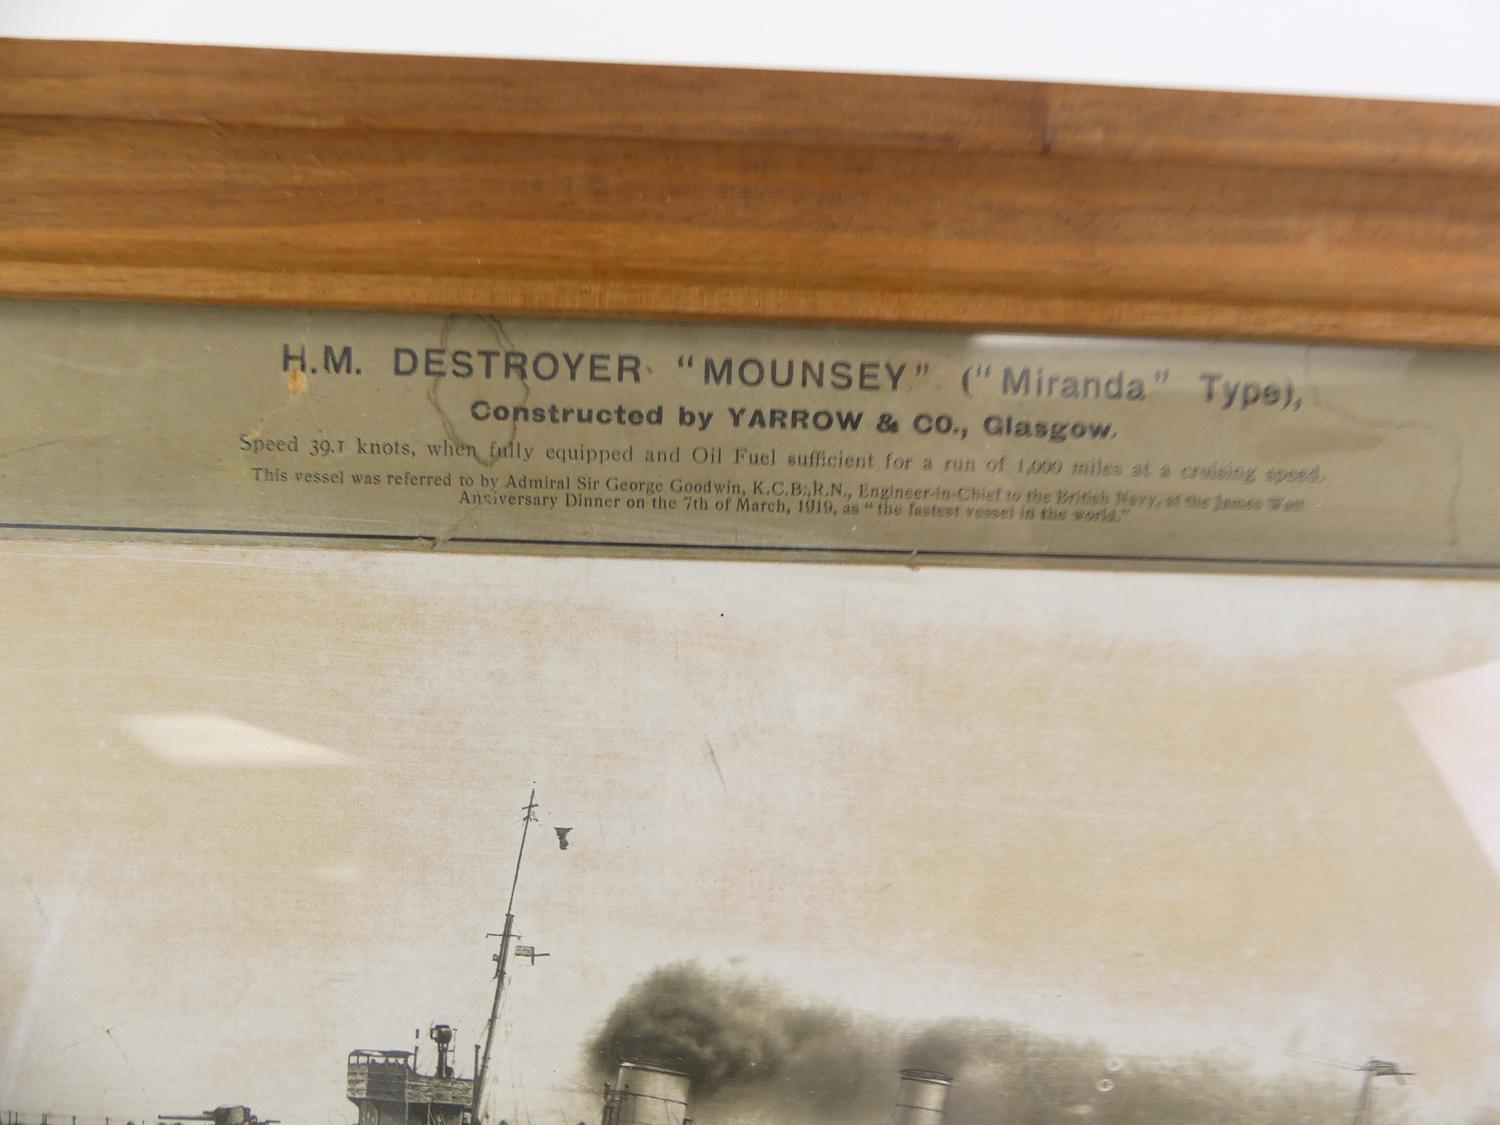 H.M. DESTROYER "MOUNSEY" ("Miranda" Type),
Constructed by YARROW & CO., Glasgow.
Speed 39.1 knots, when fully equipped and Oil Fuel sufficient for a run of 1,000 miles at a cruising speed.
This vessel was referred to by Admiral Sir George Goodwin, K.C.B., R.N., Engineer-in-Chief to the British Navy, at the James Watt
Anniversary Dinner on the 7th of March, 1919, as "the fastest vessel in the world."